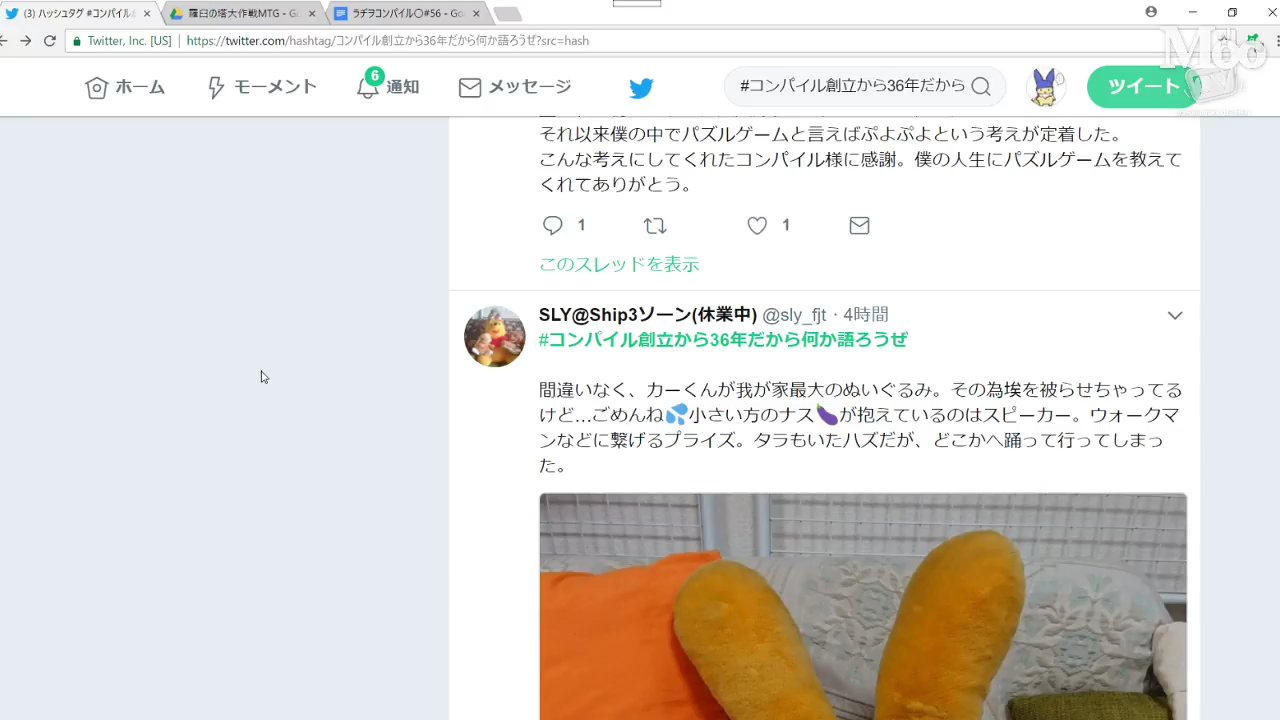 (3) ハッシュタグ #コンパイル
羅臼の塔大作戦MTG - G
ラヂヲコンパイル〇#56 - Go
Twitter, Inc. [US] | https://twitter.com/hashtag/コンパイル創立から36年だから何か語ろうぜ?src=hash
ホーム
モーメント
6
通知
メッセージ
#コンパイル創立から36年だから
ツイート
Moo
それ以来僕の中でパズルゲームと言えばぷよぷよという考えが定着した。
こんな考えにしてくれたコンパイル様に感謝。僕の人生にパズルゲームを教えて
くれてありがとう。
1
1
このスレッドを表示
SLY@Ship3ゾーン(休業中) @sly_fjt · 4時間
#コンパイル創立から36年だから何か語ろうぜ
間違いなく、カーくんが我が家最大のぬいぐるみ。その為埃を被らせちゃってる
けど…ごめんね💦小さい方のナス🍆が抱えているのはスピーカー。ウォークマ
ンなどに繋げるプライズ。タラもいたハズだが、どこかへ踊って行ってしまっ
た。